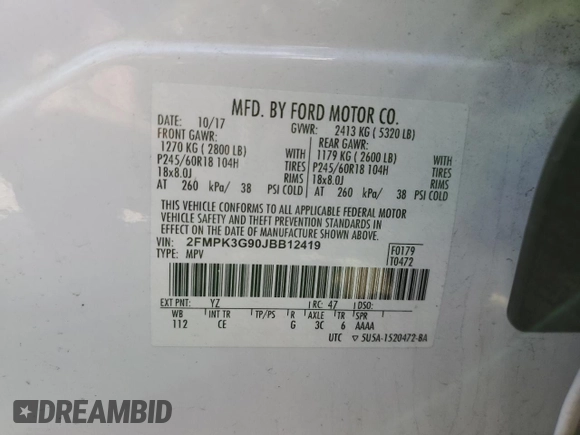 MFD. BY FORD MOTOR CO.
DATE: 10/17 GVWR: 2413 KG ( 5320 LB)
FRONT GAWR: REAR GAWR:
1270 KG ( 2800 LB) WITH 1179 KG ( 2600 LB) WITH
P245/60R18 104H TIRES P245/60R18 104H TIRES
18x8.0J RIMS 18x8.0J RIMS
AT 260 kPa/ 38 PSI COLD AT 260 kPa/ 38 PSI COLD
THIS VEHICLE CONFORMS TO ALL APPLICABLE FEDERAL MOTOR
VEHICLE SAFETY AND THEFT PREVENTION STANDARDS IN
EFFECT ON THE DATE OF MANUFACTURE SHOWN ABOVE.
VIN: 2FMPK3G90JBB12419 F0179
TYPE: MPV T0472
EXT PNT: YZ RC: 47 DSO:
WB INT TR TP/PS R AXLE TR SPR
112 CE G 3C 6 AAAA
UTC 5U5A-1520472-BA
DREAMBID